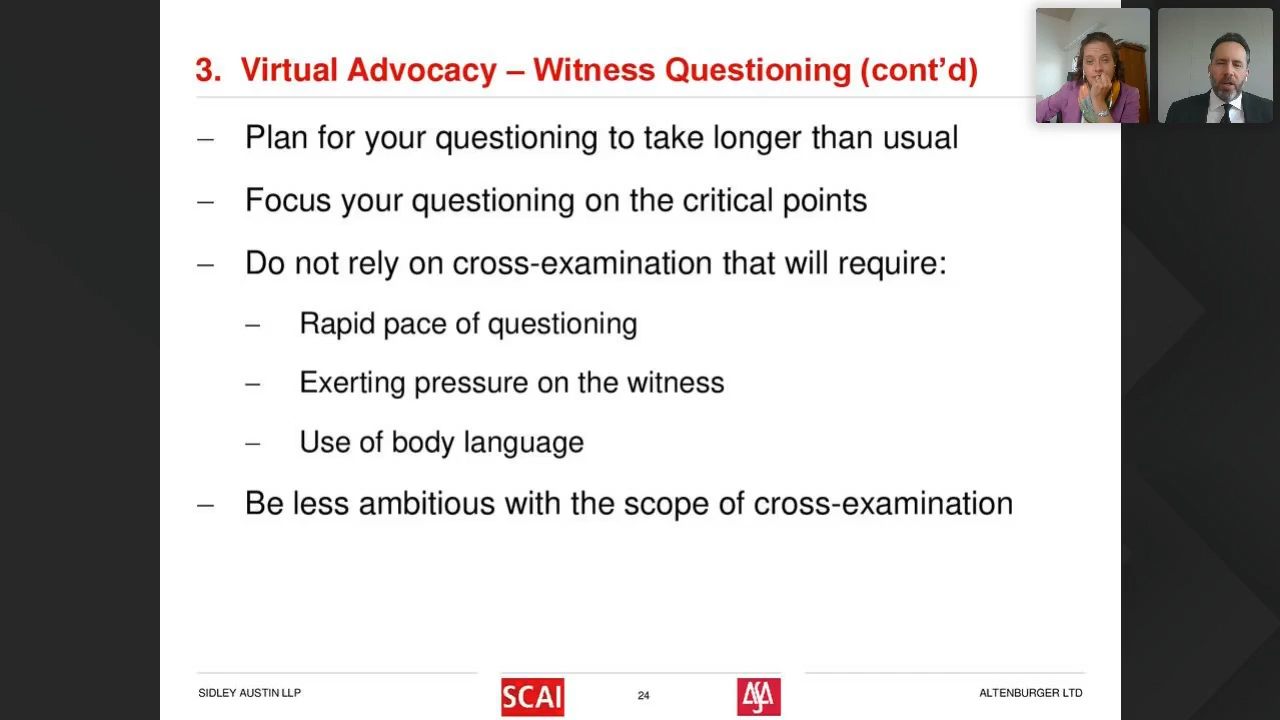 3. Virtual Advocacy – Witness Questioning (cont’d)
– Plan for your questioning to take longer than usual
– Focus your questioning on the critical points
– Do not rely on cross-examination that will require:
– Rapid pace of questioning
– Exerting pressure on the witness
– Use of body language
– Be less ambitious with the scope of cross-examination
SIDLEY AUSTIN LLP
SCAI
24
ASA
ALTENBURGER LTD